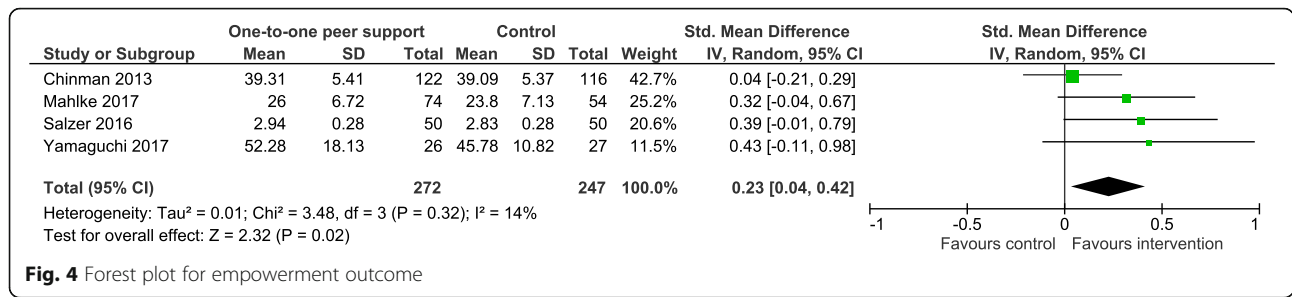 One-to-one peer support Control Std. Mean Difference Std. Mean Difference
Study or Subgroup Mean SD Total Mean SD Total Weight IV, Random, 95% CI IV, Random, 95% CI
Chinman 2013 39.31 5.41 122 39.09 5.37 116 42.7% 0.04 [-0.21, 0.29]
Mahlke 2017 26 6.72 74 23.8 7.13 54 25.2% 0.32 [-0.04, 0.67]
Salzer 2016 2.94 0.28 50 2.83 0.28 50 20.6% 0.39 [-0.01, 0.79]
Yamaguchi 2017 52.28 18.13 26 45.78 10.82 27 11.5% 0.43 [-0.11, 0.98]
Total (95% CI) 272 247 100.0% 0.23 [0.04, 0.42]
Heterogeneity: Tau² = 0.01; Chi² = 3.48, df = 3 (P = 0.32); I² = 14%
Test for overall effect: Z = 2.32 (P = 0.02)
-1 -0.5 0 0.5 1
Favours control Favours intervention
Fig. 4 Forest plot for empowerment outcome